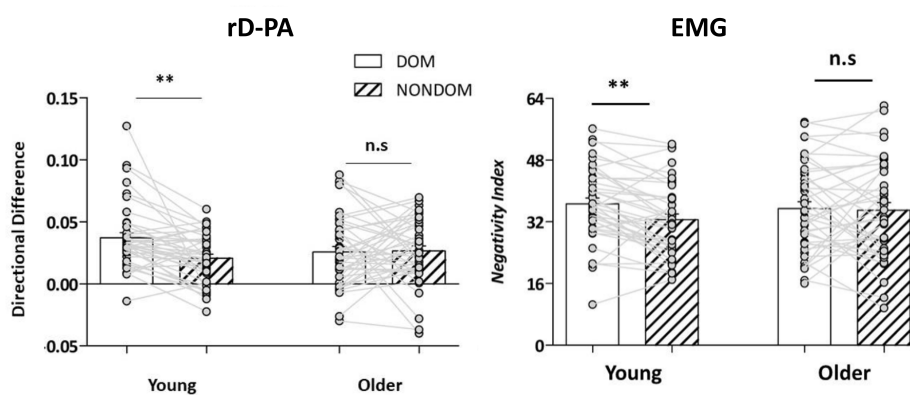 rD-PA
EMG
DOM
NONDOM
**
n.s
0.15
0.10
0.05
0.00
-0.05
Directional Difference
Young
Older
**
n.s
64
48
32
16
0
Negativity Index
Young
Older